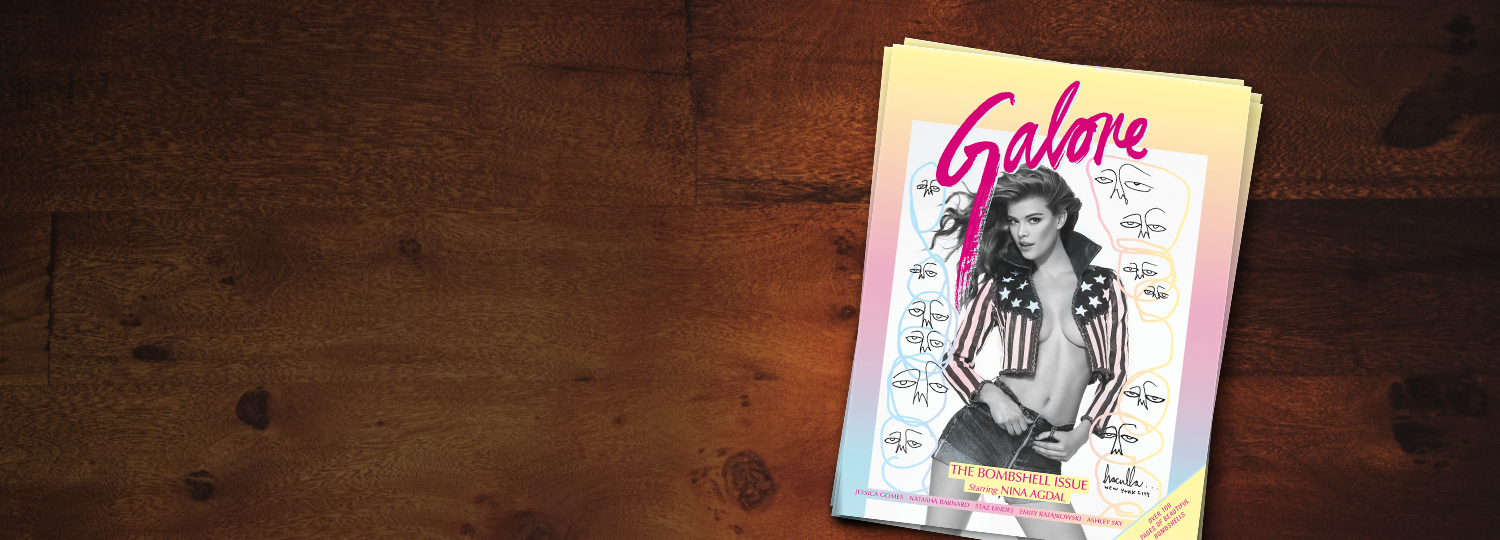 Galore
THE BOMBSHELL ISSUE
Starring NINA AGDAL
JESSICA GOMES NATASHA BARNARD STAZ LINDES EMILY RATAJKOWSKI ASHLEY SKY
NEW YORK CITY
OVER 100
PAGES OF BEAUTIFUL
BOMBSHELLS